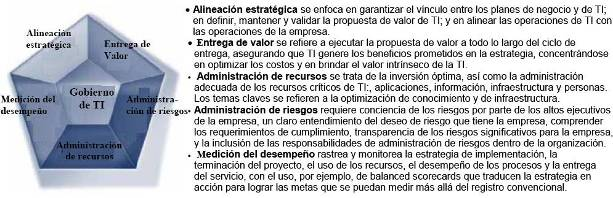 Alineación
estratégica
Entrega de
Valor
Medición del
desempeño
Gobierno
de TI
Administra-
ción de riesgos
Administración
de recursos
• Alineación estratégica se enfoca en garantizar el vínculo entre los planes de negocio y de TI;
en definir, mantener y validar la propuesta de valor de TI; y en alinear las operaciones de TI con
las operaciones de la empresa.
• Entrega de valor se refiere a ejecutar la propuesta de valor a todo lo largo del ciclo de
entrega, asegurando que TI genere los beneficios prometidos en la estrategia, concentrándose
en optimizar los costos y en brindar el valor intrínseco de la TI.
• Administración de recursos se trata de la inversión óptima, así como la administración
adecuada de los recursos críticos de TI:, aplicaciones, información, infraestructura y personas.
Los temas claves se refieren a la optimización de conocimiento y de infraestructura.
• Administración de riesgos requiere conciencia de los riesgos por parte de los altos ejecutivos
de la empresa, un claro entendimiento del deseo de riesgo que tiene la empresa, comprender
los requerimientos de cumplimiento, transparencia de los riesgos significativos para la empresa,
y la inclusión de las responsabilidades de administración de riesgos dentro de la organización.
• Medición del desempeño rastrea y monitorea la estrategia de implementación, la
terminación del proyecto, el uso de los recursos, el desempeño de los procesos y la entrega
del servicio, con el uso, por ejemplo, de balanced scorecards que traducen la estrategia en
acción para lograr las metas que se puedan medir más allá del registro convencional.